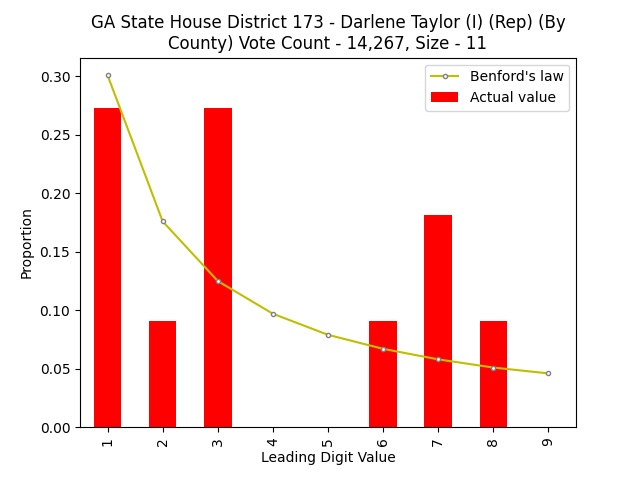 GA State House District 173 - Darlene Taylor (I) (Rep) (By
County) Vote Count - 14,267, Size - 11
Benford's law
Actual value
0.30
0.25
0.20
0.15
0.10
0.05
0.00
Proportion
1 2 3 4 5 6 7 8 9
Leading Digit Value